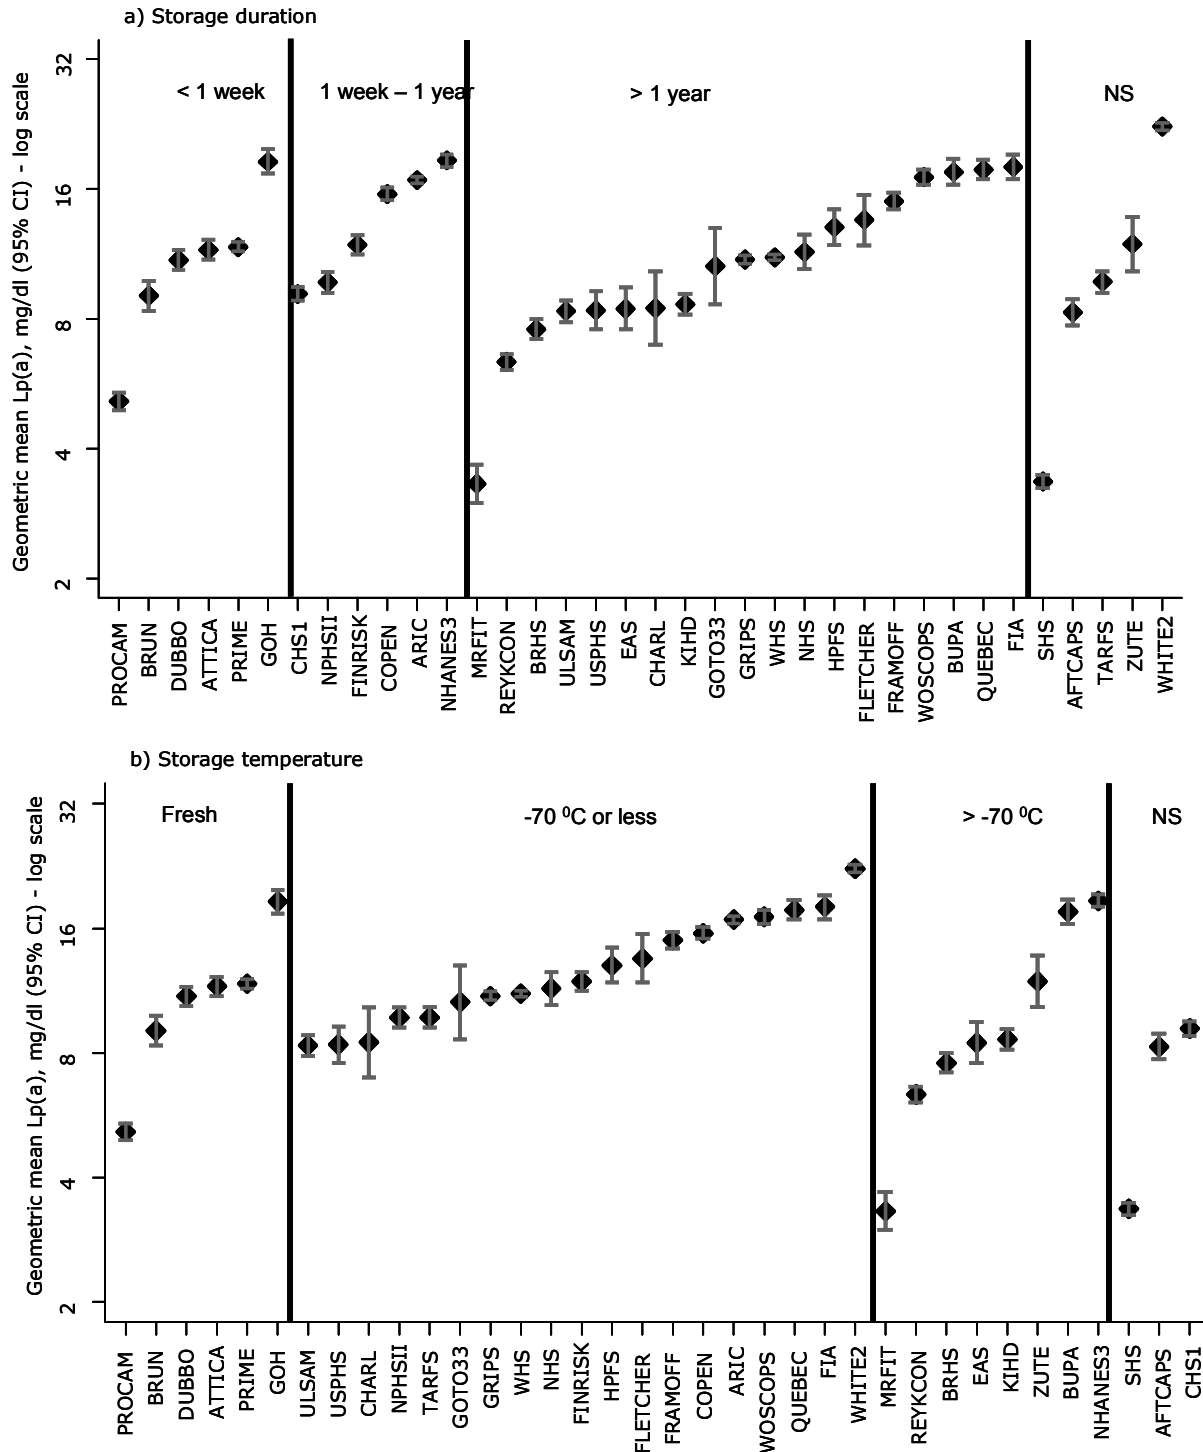 a) Storage duration
Geometric mean Lp(a), mg/dl (95% CI) - log scale
32
16
8
4
2
< 1 week
1 week – 1 year
> 1 year
NS
PROCAM
BRUN
DUBBO
ATTICA
PRIME
GOH
CHS1
NPHSII
FINRISK
COPEN
ARIC
NHANES3
MRFIT
REYKCON
BRHS
ULSAM
USPHS
EAS
CHARL
KIHD
GOTO33
GRIPS
WHS
NHS
HPFS
FLETCHER
FRAMOFF
WOSCOPS
BUPA
QUEBEC
FIA
SHS
AFTCAPS
TARFS
ZUTE
WHITE2
b) Storage temperature
Geometric mean Lp(a), mg/dl (95% CI) - log scale
32
16
8
4
2
Fresh
-70 ⁰C or less
> -70 ⁰C
NS
PROCAM
BRUN
DUBBO
ATTICA
PRIME
GOH
ULSAM
USPHS
CHARL
NPHSII
TARFS
GOTO33
GRIPS
WHS
NHS
FINRISK
HPFS
FLETCHER
FRAMOFF
COPEN
ARIC
WOSCOPS
QUEBEC
FIA
WHITE2
MRFIT
REYKCON
BRHS
EAS
KIHD
ZUTE
BUPA
NHANES3
SHS
AFTCAPS
CHS1